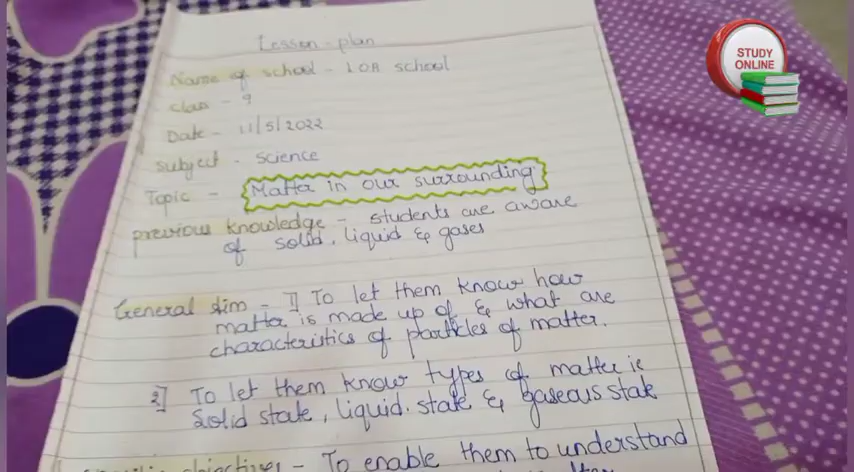 Lesson - plan
Name of school - LOA school
class - 9
Date - 11/5/2022
Subject - science
Topic - Matter in our surrounding
previous knowledge - students are aware
of solid, liquid & gases
General Aim - 1] To let them know how
matter is made up of & what are
characteristics of particles of matter.
2] To let them know types of matter ie
Solid state, liquid. state & gaseous state
objectives - To enable them to understand
STUDY
ONLINE